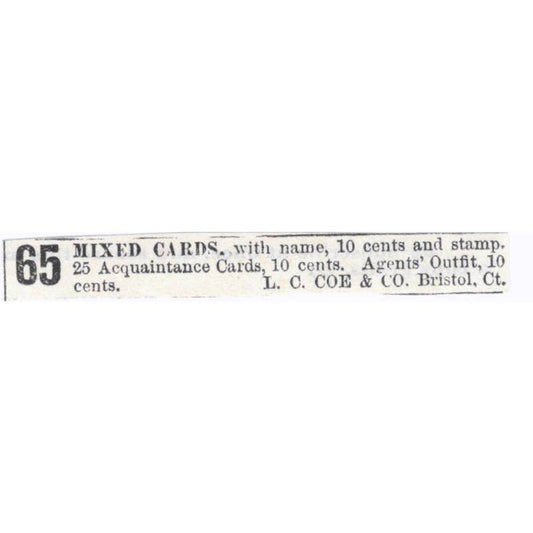 65 MIXED CARDS, with name, 10 cents and stamp.
25 Acquaintance Cards, 10 cents. Agents' Outfit, 10
cents. L. C. COE & CO. Bristol, Ct.